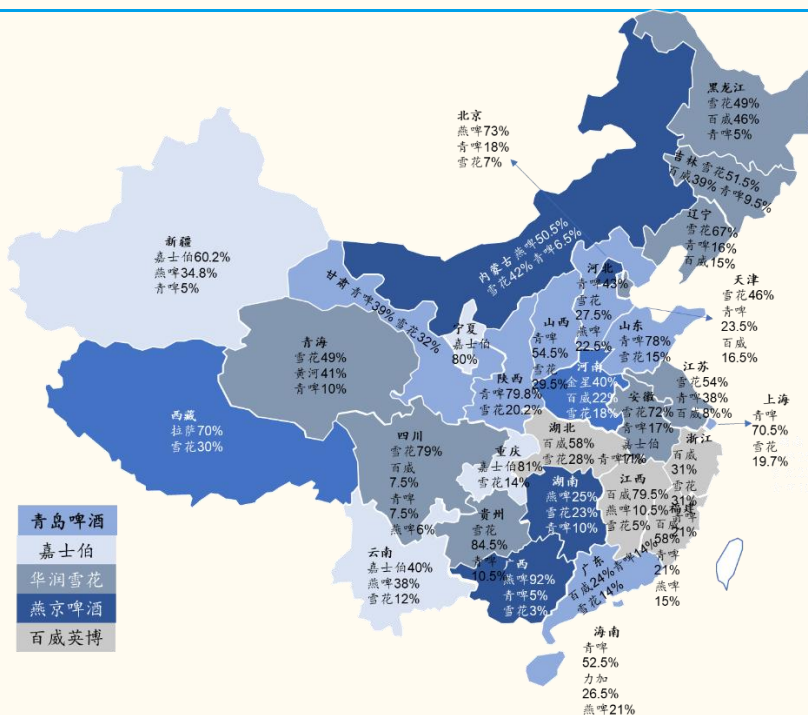 黑龙江
雪花49%
百威46%
青啤5%
北京
燕啤73%
青啤18%
雪花7%
吉林 雪花51.5%
百威39% 青啤9.5%
辽宁
雪花67%
青啤16%
百威15%
新疆
嘉士伯60.2%
燕啤34.8%
青啤5%
内蒙古 燕啤50.5%
雪花42% 青啤6.5%
河北
青啤43%
雪花
27.5%
燕啤
22.5%
天津
雪花46%
青啤
23.5%
百威
16.5%
甘肃 青啤39% 雪花32%
宁夏
嘉士伯
80%
山西
青啤
54.5%
雪花
29.5%
山东
青啤78%
雪花15%
青海
雪花49%
黄河41%
青啤10%
陕西
青啤79.8%
雪花20.2%
河南
金星40%
百威22%
雪花18%
江苏
雪花54%
青啤38%
百威8%
安徽
雪花72%
青啤17%
嘉士伯
上海
青啤
70.5%
雪花
19.7%
西藏
拉萨70%
雪花30%
四川
雪花79%
百威
7.5%
青啤
7.5%
燕啤6%
重庆
嘉士伯81%
雪花14%
湖北
百威58%
雪花28% 青啤11%
浙江
百威
31%
雪花
31%
青啤
21%
湖南
燕啤25%
雪花23%
青啤10%
江西
百威79.5%
燕啤10.5%
雪花5%
福建
百威
58%
青啤
21%
燕啤
15%
贵州
雪花
84.5%
青啤
10.5%
云南
嘉士伯40%
燕啤38%
雪花12%
广西
燕啤92%
青啤5%
雪花3%
广东
百威24% 青啤14%
雪花14%
海南
青啤
52.5%
力加
26.5%
燕啤21%
青岛啤酒
嘉士伯
华润雪花
燕京啤酒
百威英博